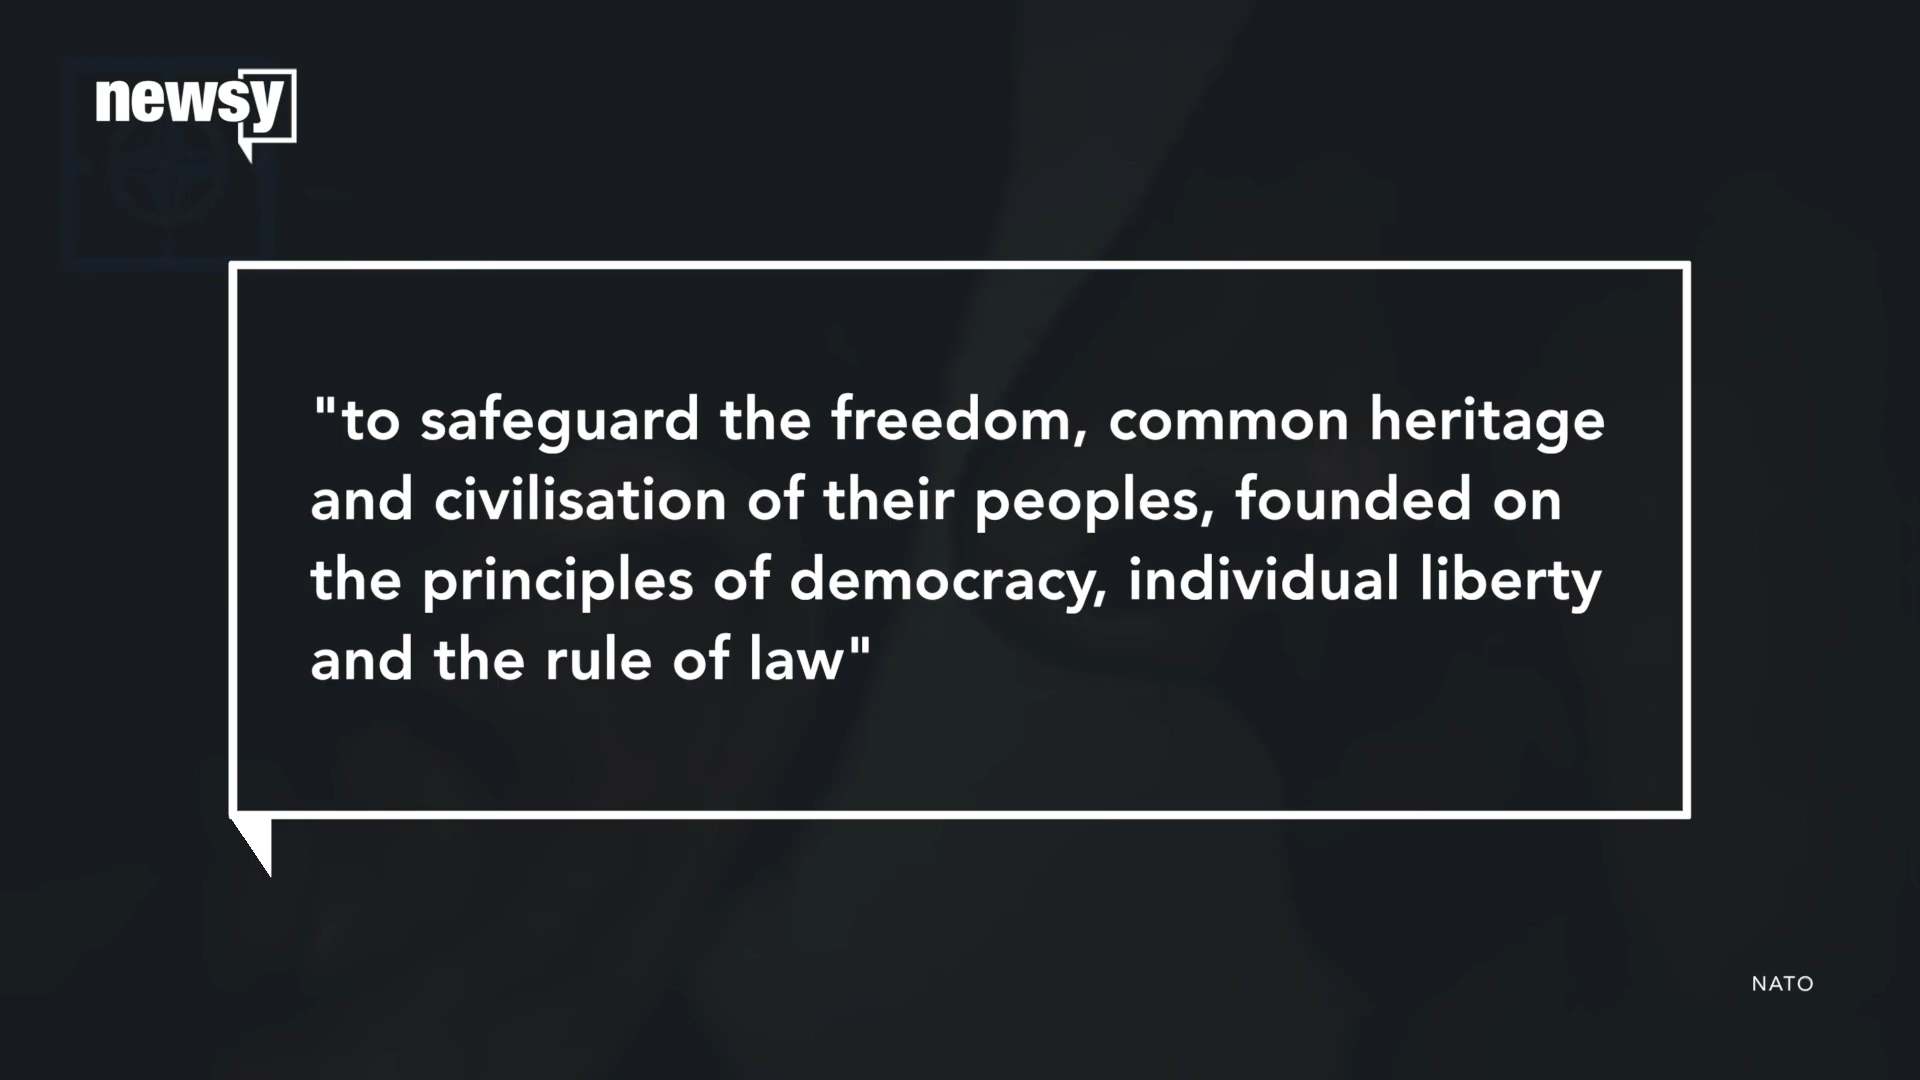 newsy
"to safeguard the freedom, common heritage
and civilisation of their peoples, founded on
the principles of democracy, individual liberty
and the rule of law"
NATO